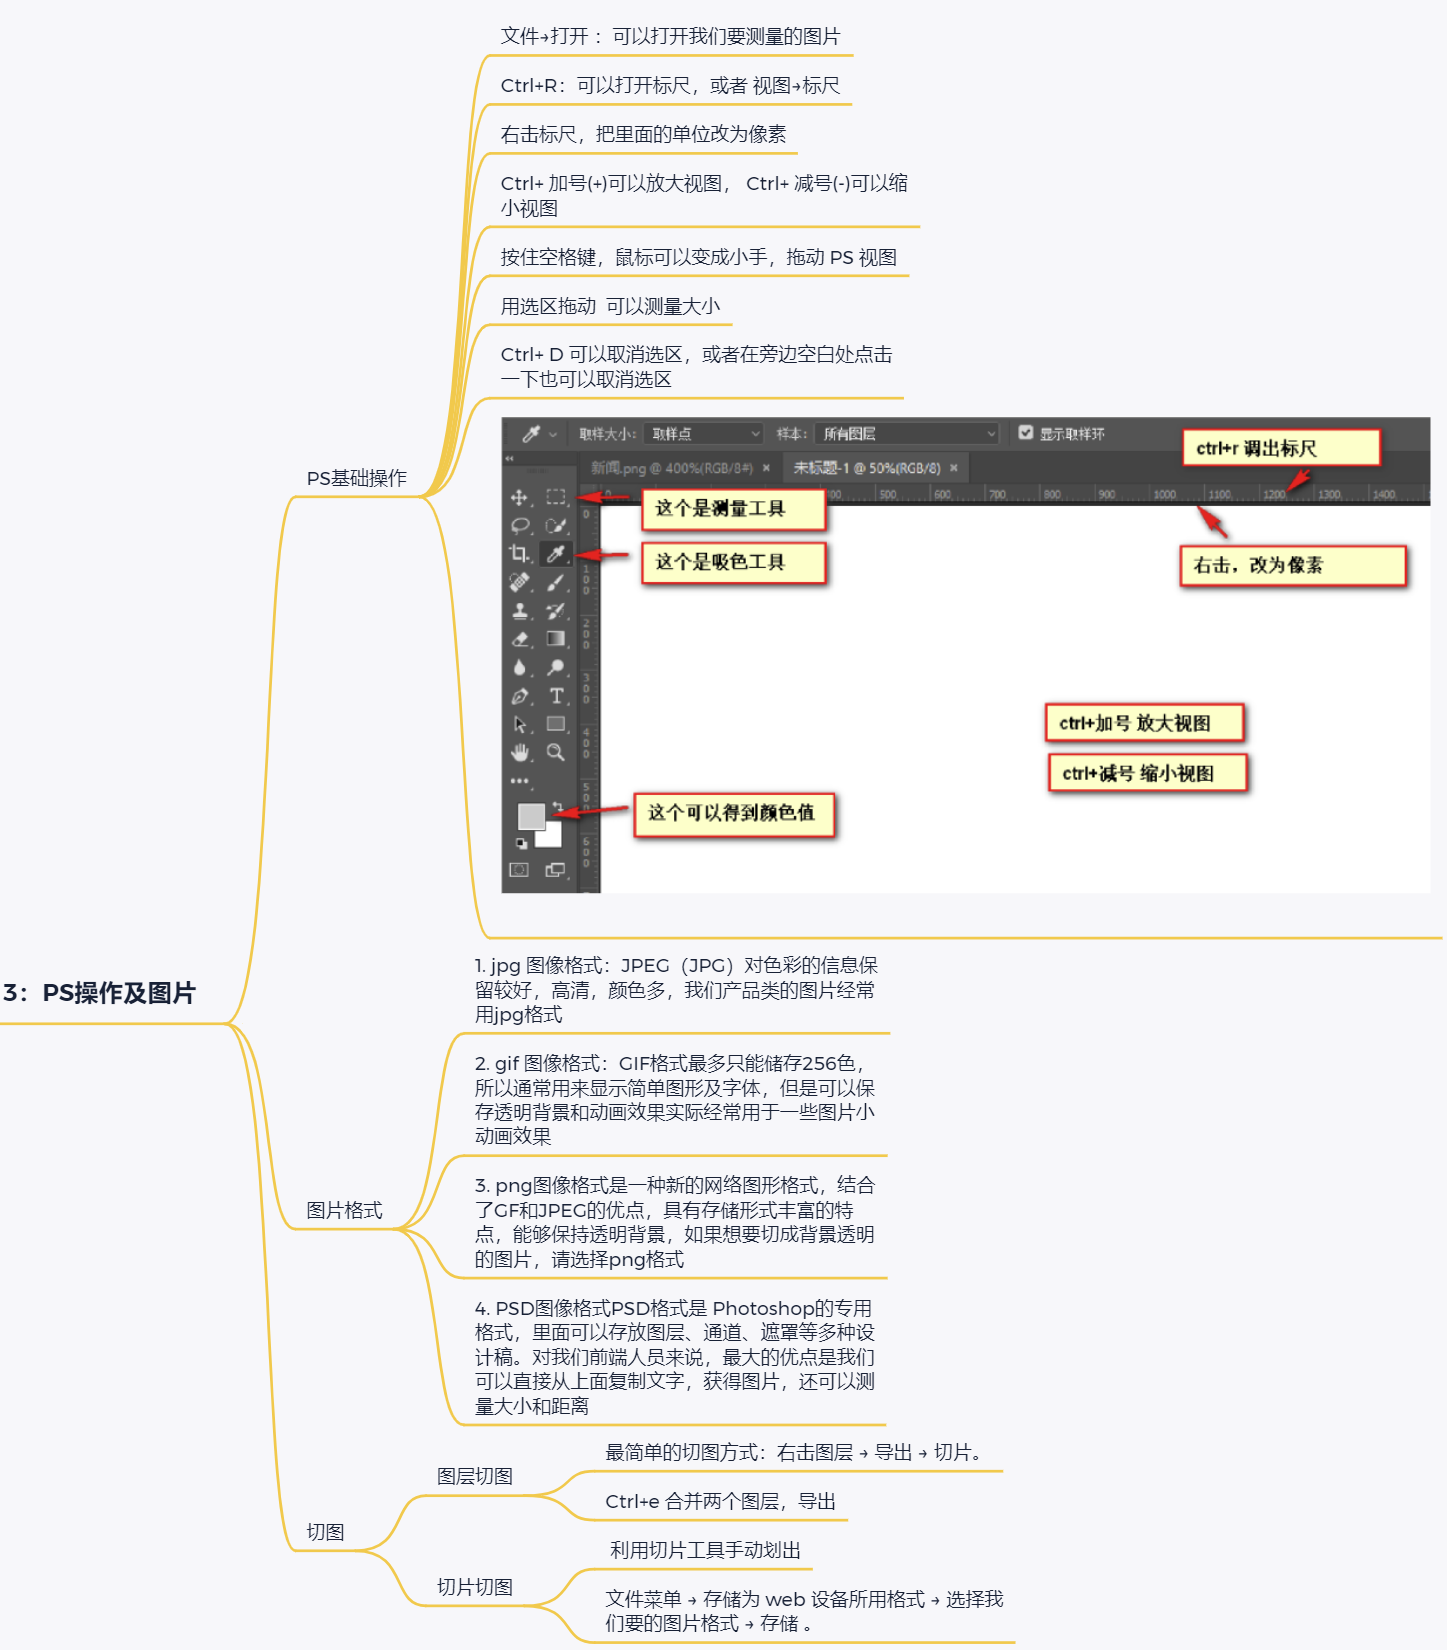 文件→打开 ：可以打开我们要测量的图片
Ctrl+R：可以打开标尺，或者 视图→标尺
右击标尺，把里面的单位改为像素
Ctrl+ 加号(+)可以放大视图， Ctrl+ 减号(-)可以缩
小视图
按住空格键，鼠标可以变成小手，拖动 PS 视图
用选区拖动 可以测量大小
Ctrl+ D 可以取消选区，或者在旁边空白处点击
一下也可以取消选区
PS基础操作
取样大小： 取样点 样本： 所有图层 显示取样环
新闻.png @ 400%(RGB/8#) × 未标题-1 @ 50%(RGB/8) ×
ctrl+r 调出标尺
0 500 600 700 800 900 1000 1100 1200 1300 1400
这个是测量工具
这个是吸色工具
右击，改为像素
0
100
200
300
400
500
600
ctrl+加号 放大视图
ctrl+减号 缩小视图
这个可以得到颜色值
3：PS操作及图片
1. jpg 图像格式：JPEG（JPG）对色彩的信息保
留较好，高清，颜色多，我们产品类的图片经常
用jpg格式
2. gif 图像格式：GIF格式最多只能储存256色，
所以通常用来显示简单图形及字体，但是可以保
存透明背景和动画效果实际经常用于一些图片小
动画效果
图片格式
3. png图像格式是一种新的网络图形格式，结合
了GF和JPEG的优点，具有存储形式丰富的特
点，能够保持透明背景，如果想要切成背景透明
的图片，请选择png格式
4. PSD图像格式PSD格式是 Photoshop的专用
格式，里面可以存放图层、通道、遮罩等多种设
计稿。对我们前端人员来说，最大的优点是我们
可以直接从上面复制文字，获得图片，还可以测
量大小和距离
切图
图层切图
最简单的切图方式：右击图层 → 导出 → 切片。
Ctrl+e 合并两个图层，导出
切片切图
利用切片工具手动划出
文件菜单 → 存储为 web 设备所用格式 → 选择我
们要的图片格式 → 存储 。